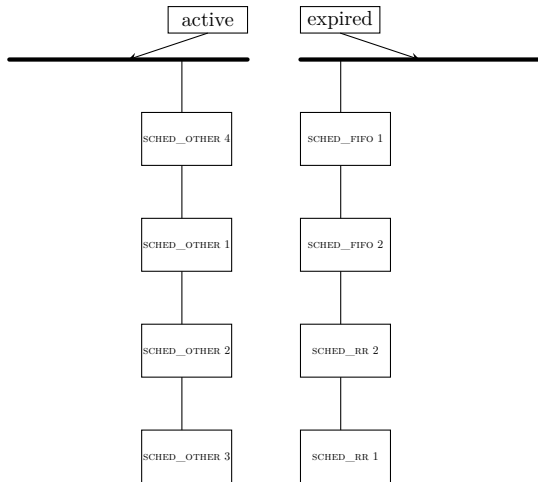 active
expired
SCHED_OTHER 4
SCHED_FIFO 1
SCHED_OTHER 1
SCHED_FIFO 2
SCHED_OTHER 2
SCHED_RR 2
SCHED_OTHER 3
SCHED_RR 1